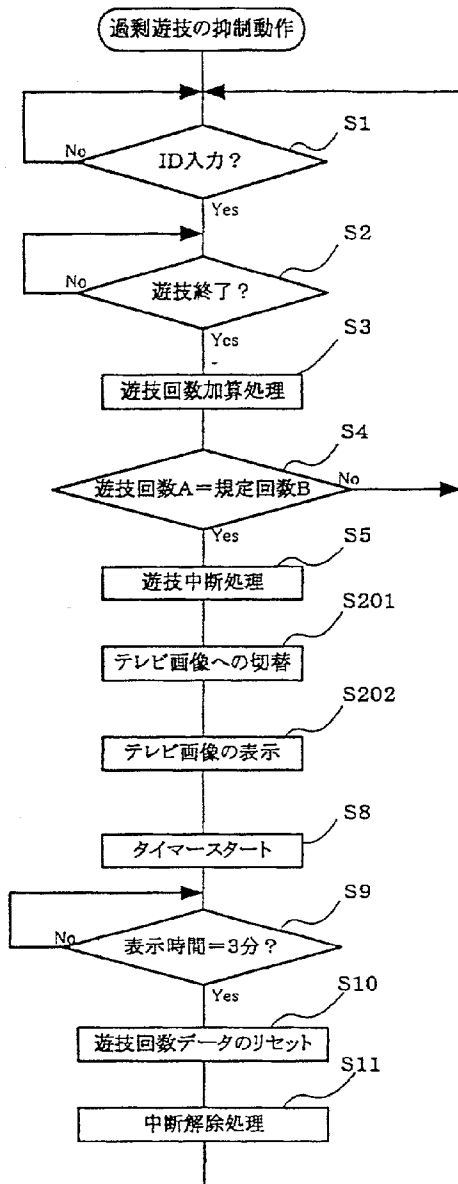 過剰遊技の抑制動作
S1
No
ID入力？
Yes
S2
No
遊技終了？
Yes
S3
遊技回数加算処理
S4
No
遊技回数A＝規定回数B
Yes
S5
遊技中断処理
S201
テレビ画像への切替
S202
テレビ画像の表示
S8
タイマースタート
S9
No
表示時間＝3分？
Yes
S10
遊技回数データのリセット
S11
中断解除処理